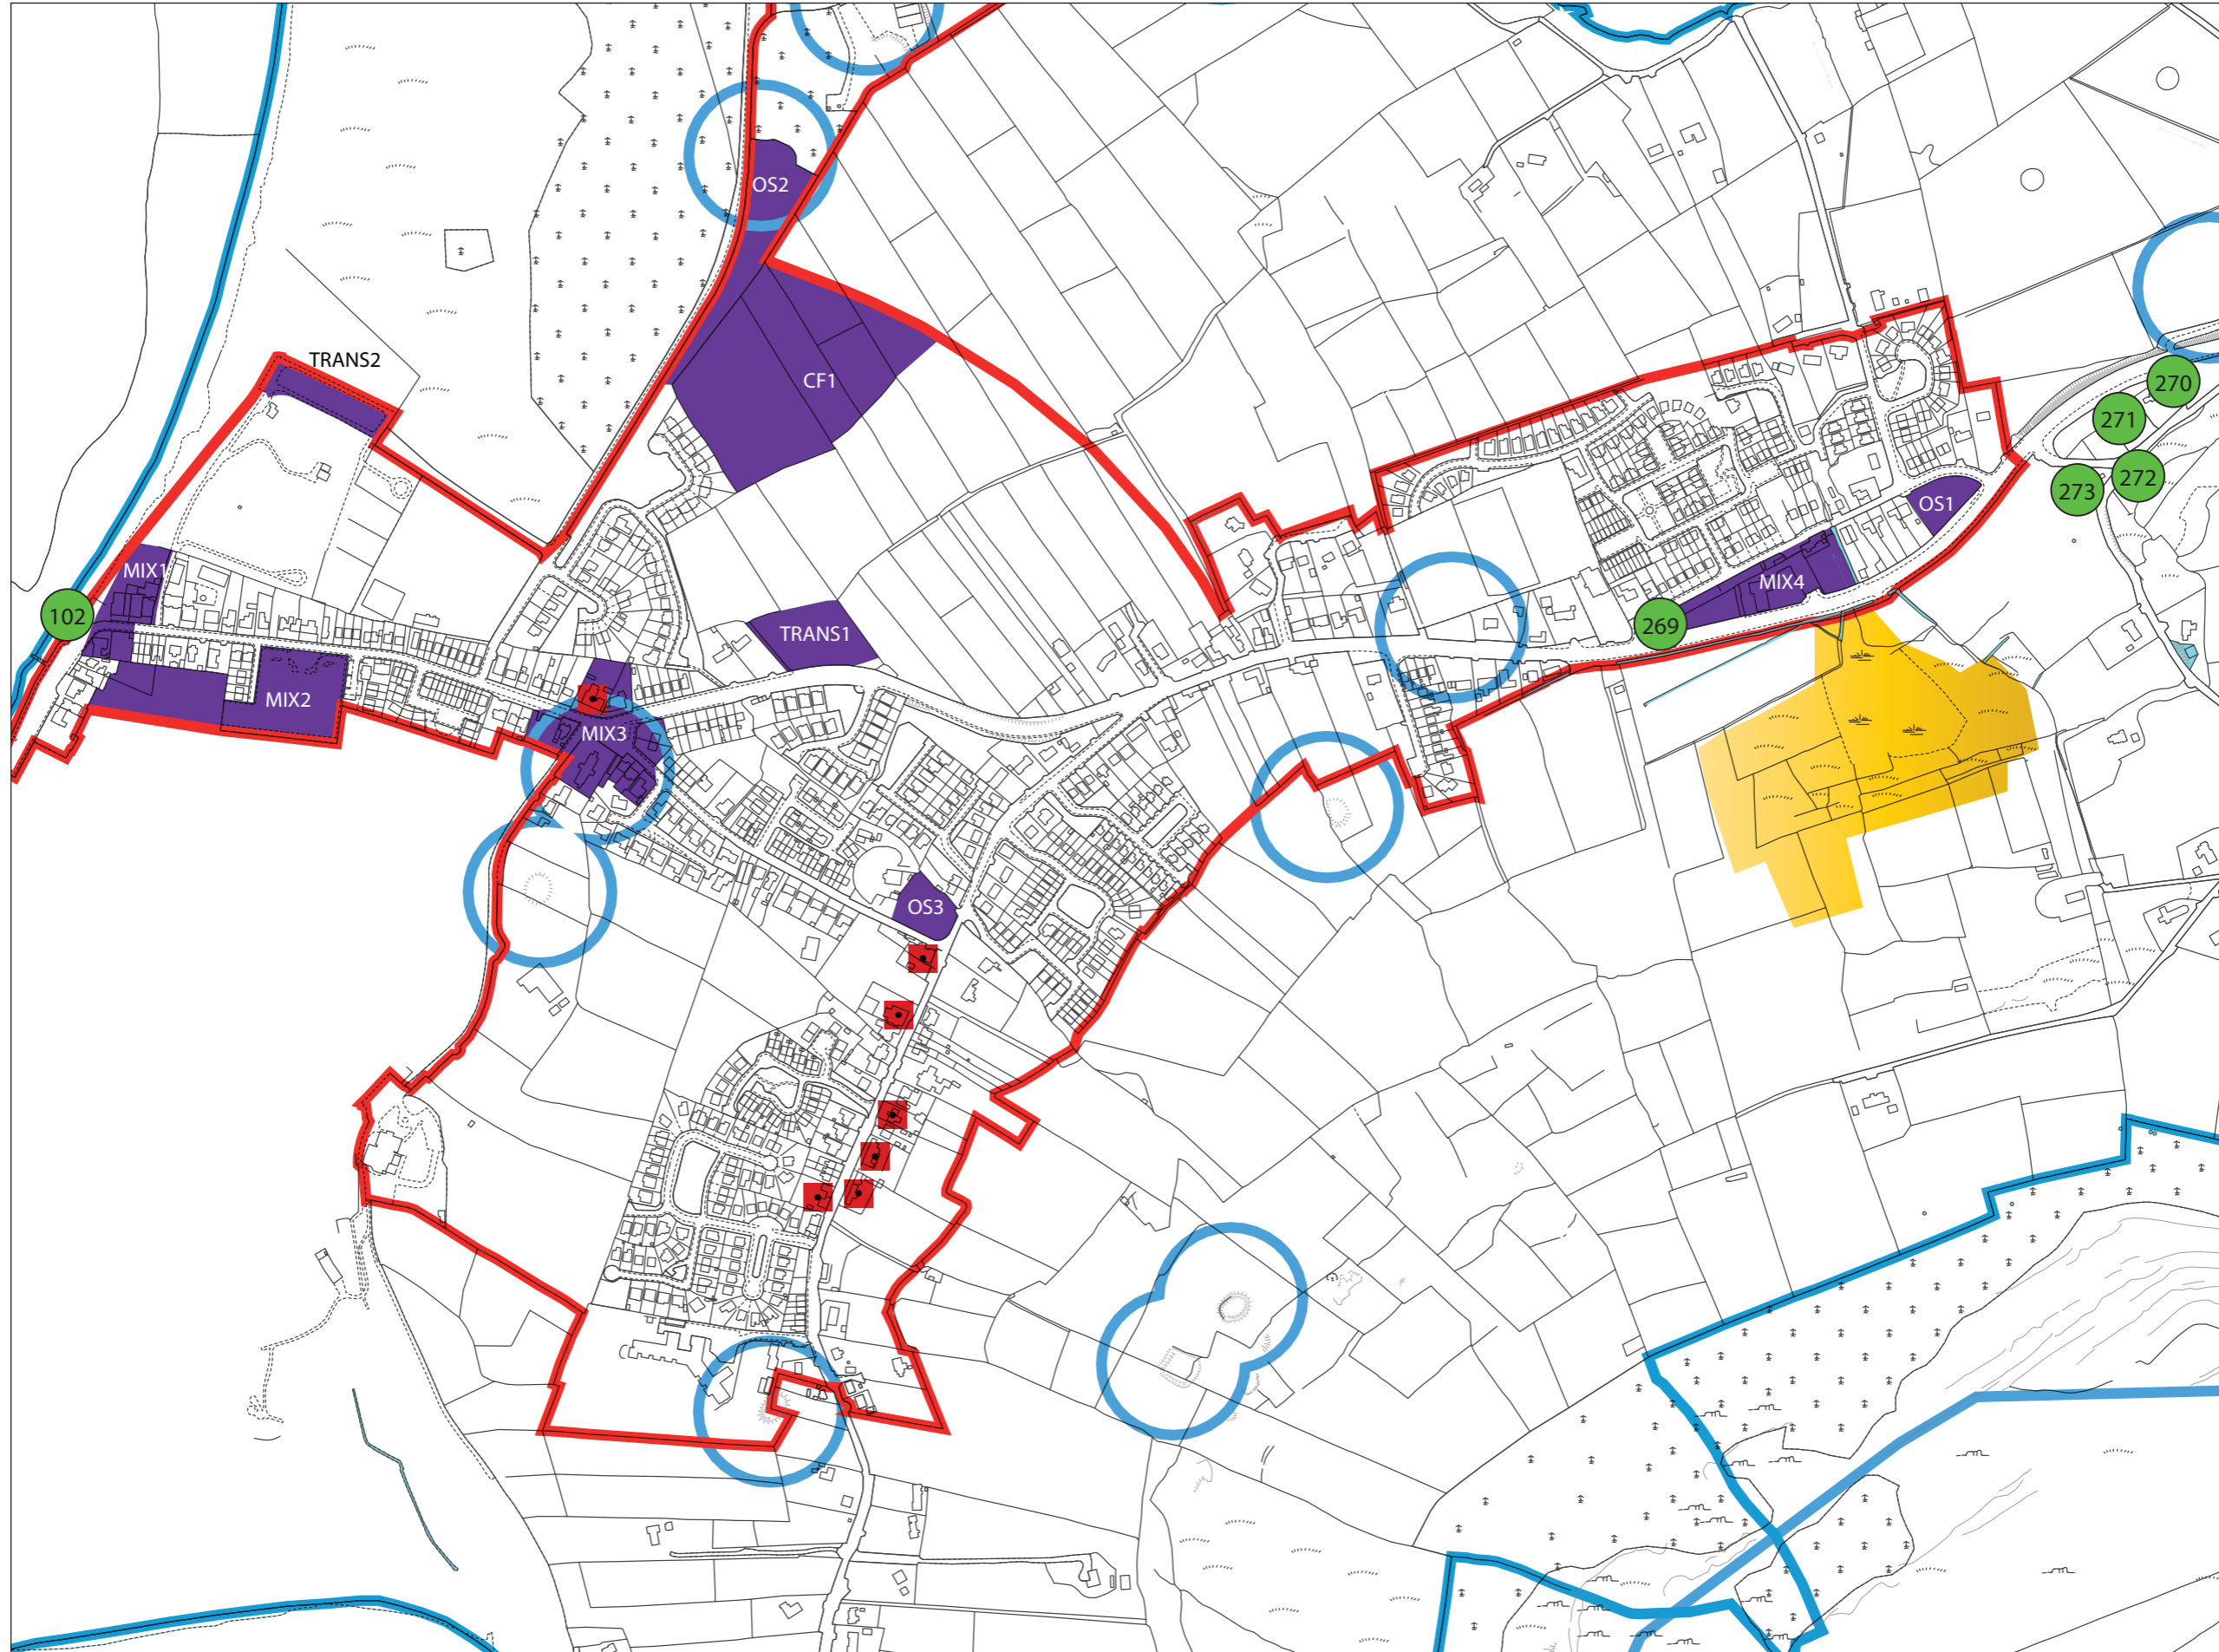 OS2
TRANS2
CF1
270
271
272
273
OS1
MIX1
MIX4
102
269
TRANS1
MIX2
MIX3
OS3